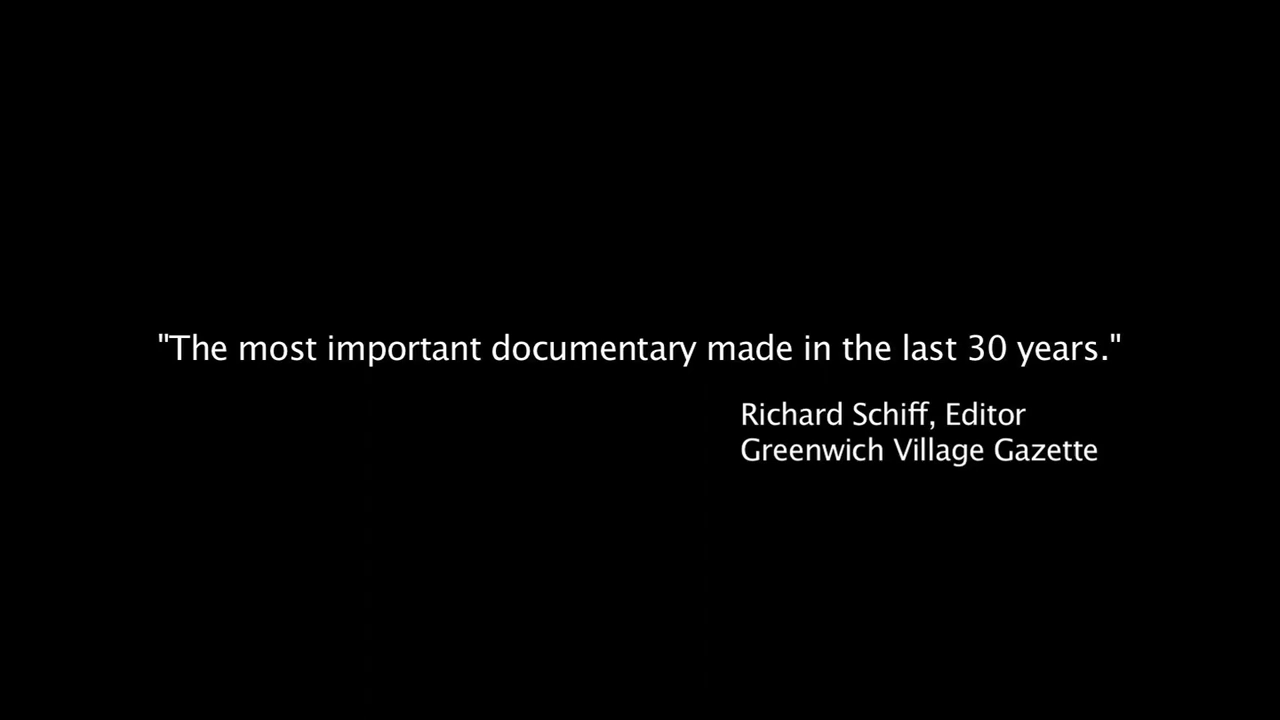 "The most important documentary made in the last 30 years."
Richard Schiff, Editor
Greenwich Village Gazette